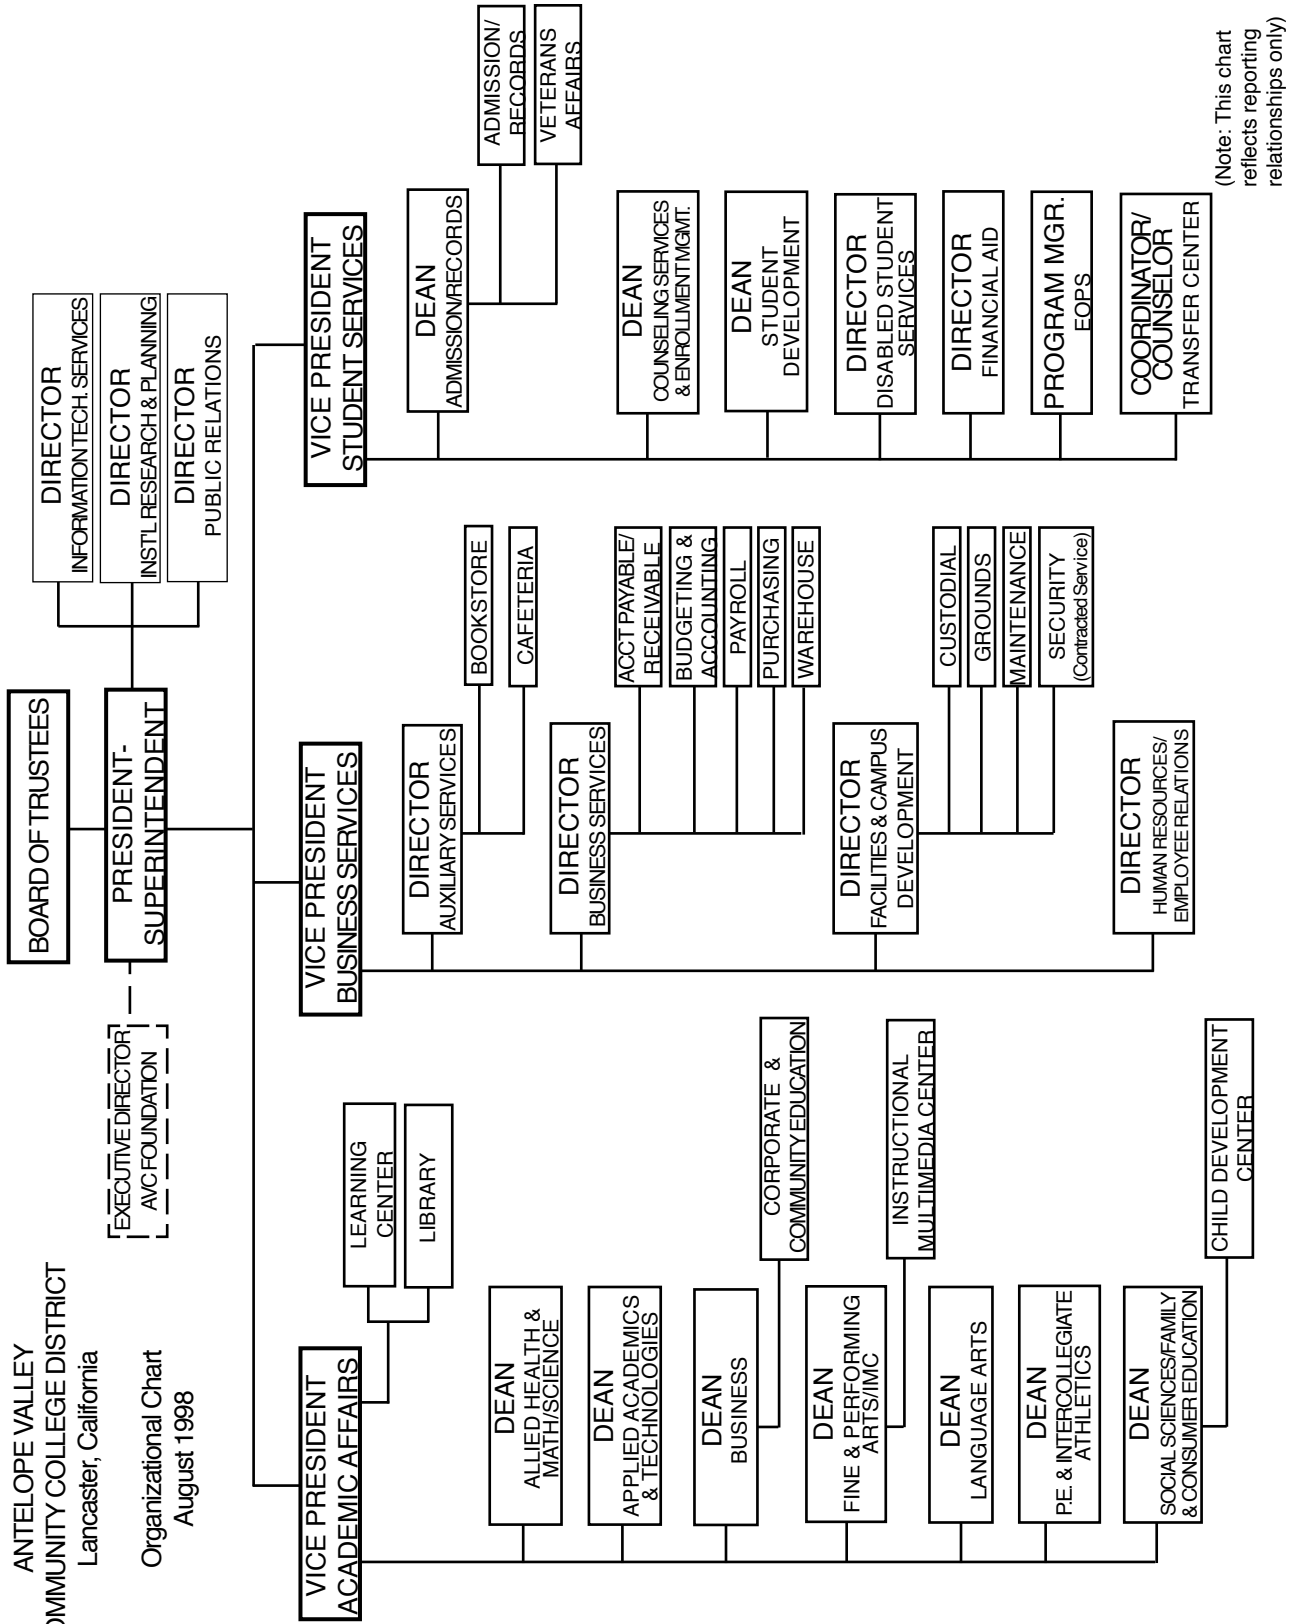 ANTELOPE VALLEY
OMMUNITY COLLEGE DISTRICT
Lancaster, California
Organizational Chart
August 1998
BOARD OF TRUSTEES
PRESIDENT-
SUPERINTENDENT
EXECUTIVE DIRECTOR
AVC FOUNDATION
DIRECTOR
INFORMATION TECH. SERVICES
DIRECTOR
INST'L RESEARCH & PLANNING
DIRECTOR
PUBLIC RELATIONS
VICE PRESIDENT
ACADEMIC AFFAIRS
LEARNING
CENTER
LIBRARY
DEAN
ALLIED HEALTH &
MATH/SCIENCE
DEAN
APPLIED ACADEMICS
& TECHNOLOGIES
DEAN
BUSINESS
CORPORATE &
COMMUNITY EDUCATION
DEAN
FINE & PERFORMING
ARTS/IMC
INSTRUCTIONAL
MULTIMEDIA CENTER
DEAN
LANGUAGE ARTS
DEAN
P.E. & INTERCOLLEGIATE
ATHLETICS
DEAN
SOCIAL SCIENCES/FAMILY
& CONSUMER EDUCATION
CHILD DEVELOPMENT
CENTER
VICE PRESIDENT
BUSINESS SERVICES
DIRECTOR
AUXILIARY SERVICES
BOOKSTORE
CAFETERIA
DIRECTOR
BUSINESS SERVICES
ACCT PAYABLE/
RECEIVABLE
BUDGETING &
ACCOUNTING
PAYROLL
PURCHASING
WAREHOUSE
DIRECTOR
FACILITIES & CAMPUS
DEVELOPMENT
CUSTODIAL
GROUNDS
MAINTENANCE
SECURITY
(Contracted Service)
DIRECTOR
HUMAN RESOURCES/
EMPLOYEE RELATIONS
VICE PRESIDENT
STUDENT SERVICES
DEAN
ADMISSION/RECORDS
ADMISSION/
RECORDS
VETERANS
AFFAIRS
DEAN
COUNSELING SERVICES
& ENROLLMENT MGMT.
DEAN
STUDENT
DEVELOPMENT
DIRECTOR
DISABLED STUDENT
SERVICES
DIRECTOR
FINANCIAL AID
PROGRAM MGR.
EOPS
COORDINATOR/
COUNSELOR
TRANSFER CENTER
(Note: This chart
reflects reporting
relationships only)